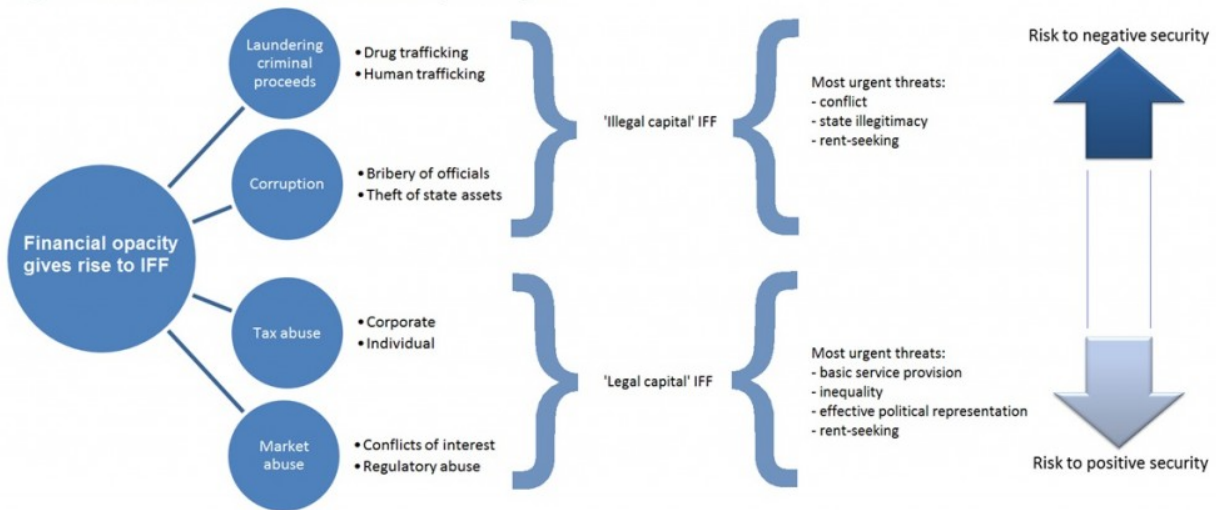 Financial opacity
gives rise to IFF
Laundering
criminal
proceeds
• Drug trafficking
• Human trafficking
Corruption
• Bribery of officials
• Theft of state assets
Tax abuse
• Corporate
• Individual
Market
abuse
• Conflicts of interest
• Regulatory abuse
'Illegal capital' IFF
'Legal capital' IFF
Most urgent threats:
- conflict
- state illegitimacy
- rent-seeking
Most urgent threats:
- basic service provision
- inequality
- effective political representation
- rent-seeking
Risk to negative security
Risk to positive security